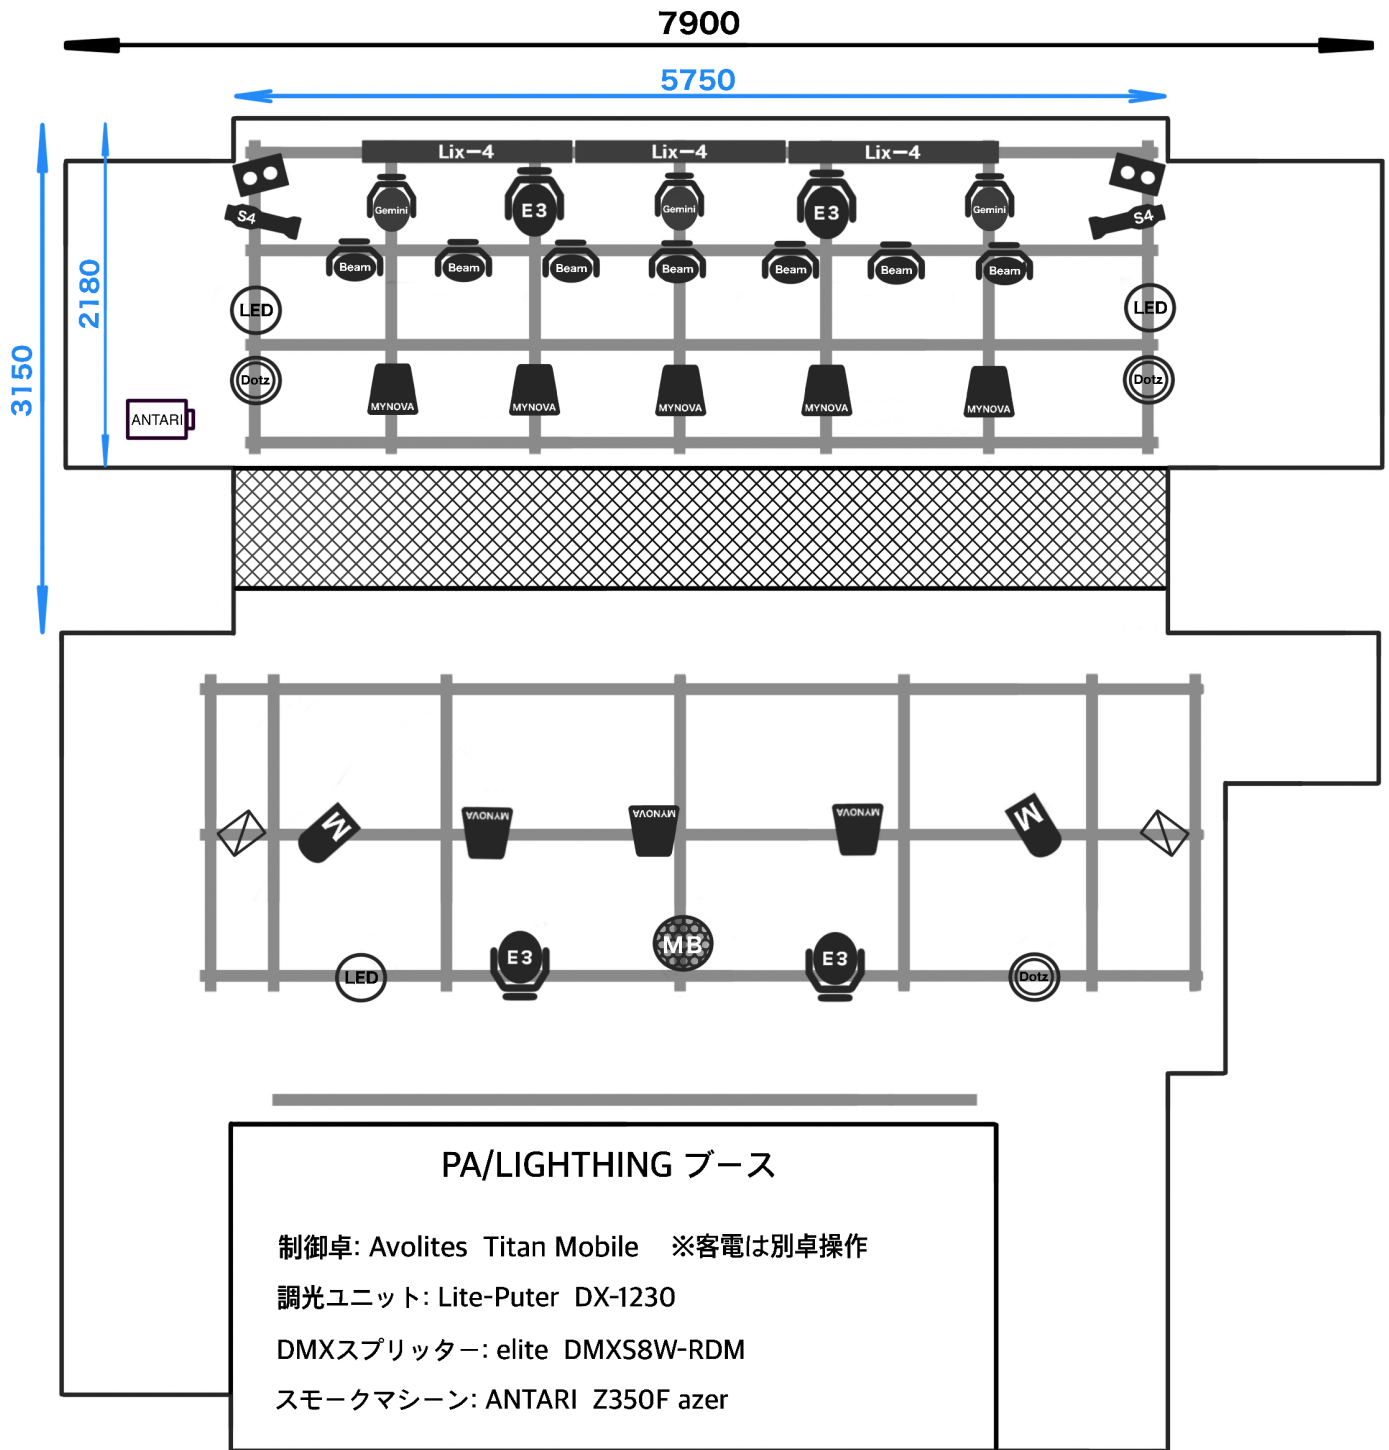 7900
5750
3150
2180
Lix-4 Lix-4 Lix-4
Gemini E3 Gemini E3 Gemini
S4 S4
Beam Beam Beam Beam Beam Beam Beam
LED LED
Dotz Dotz
MYNOVA MYNOVA MYNOVA MYNOVA MYNOVA
ANTARI
M MYNOVA MYNOVA MYNOVA M
MB
E3 E3
LED Dotz
PA/LIGHTHING ブース
制御卓: Avolites Titan Mobile ※客電は別卓操作
調光ユニット: Lite-Puter DX-1230
DMXスプリッター: elite DMXS8W-RDM
スモークマシーン: ANTARI Z350F azer